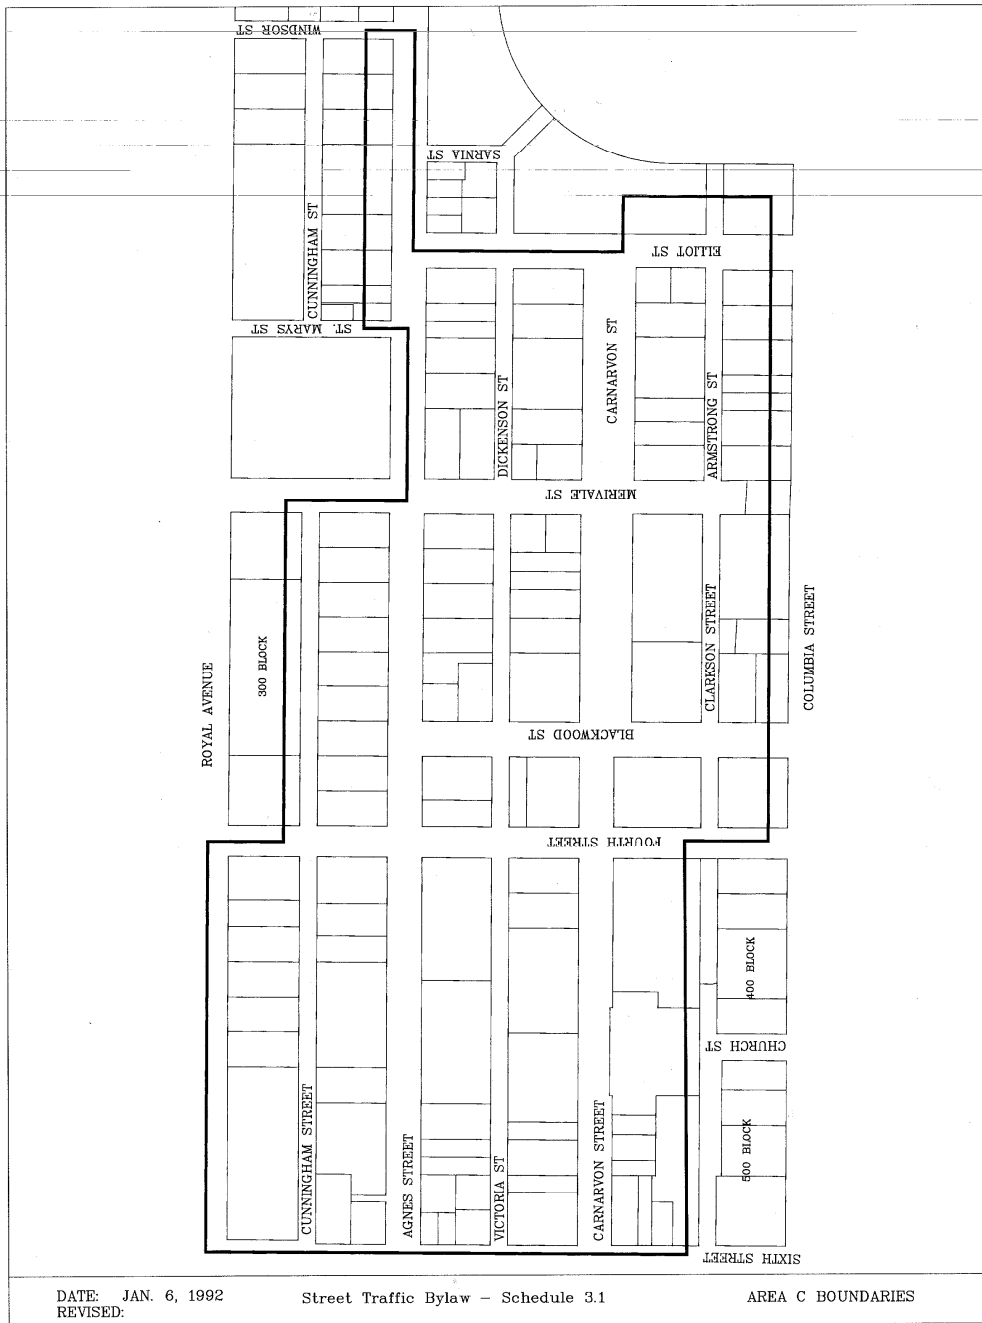 WINDSOR ST
SARNIA ST
CUNNINGHAM ST
ELLIOT ST
ST. MARYS ST
CARNARVON ST
DICKENSON ST
ARMSTRONG ST
MERIVALE ST
CLARKSON STREET
COLUMBIA STREET
300 BLOCK
ROYAL AVENUE
BLACKWOOD ST
FOURTH STREET
400 BLOCK
CHURCH ST
CUNNINGHAM STREET
AGNES STREET
VICTORIA ST
CARNARVON STREET
500 BLOCK
SIXTH STREET
DATE: JAN. 6, 1992 Street Traffic Bylaw – Schedule 3.1 AREA C BOUNDARIES
REVISED: